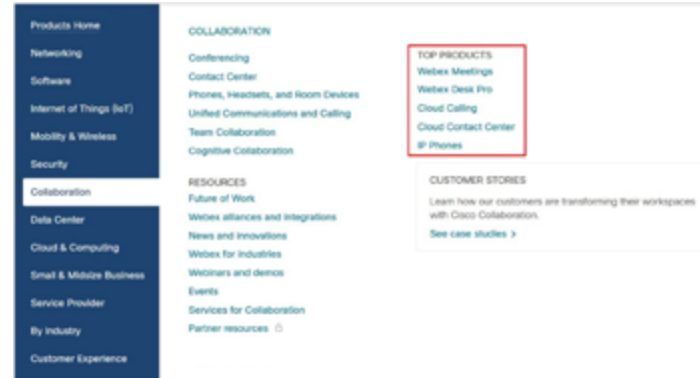 Products Home
Networking
Software
Internet of Things (IoT)
Mobility & Wireless
Security
Collaboration
Data Center
Cloud & Computing
Small & Midsize Business
Service Provider
By Industry
Customer Experience
COLLABORATION
Conferencing
Contact Center
Phones, Headsets, and Room Devices
Unified Communications and Calling
Team Collaboration
Cognitive Collaboration
RESOURCES
Future of Work
Webex alliances and integrations
News and innovations
Webex for industries
Webinars and demos
Events
Services for Collaboration
Partner resources
TOP PRODUCTS
Webex Meetings
Webex Desk Pro
Cloud Calling
Cloud Contact Center
IP Phones
CUSTOMER STORIES
Learn how our customers are transforming their workspaces
with Cisco Collaboration.
See case studies >